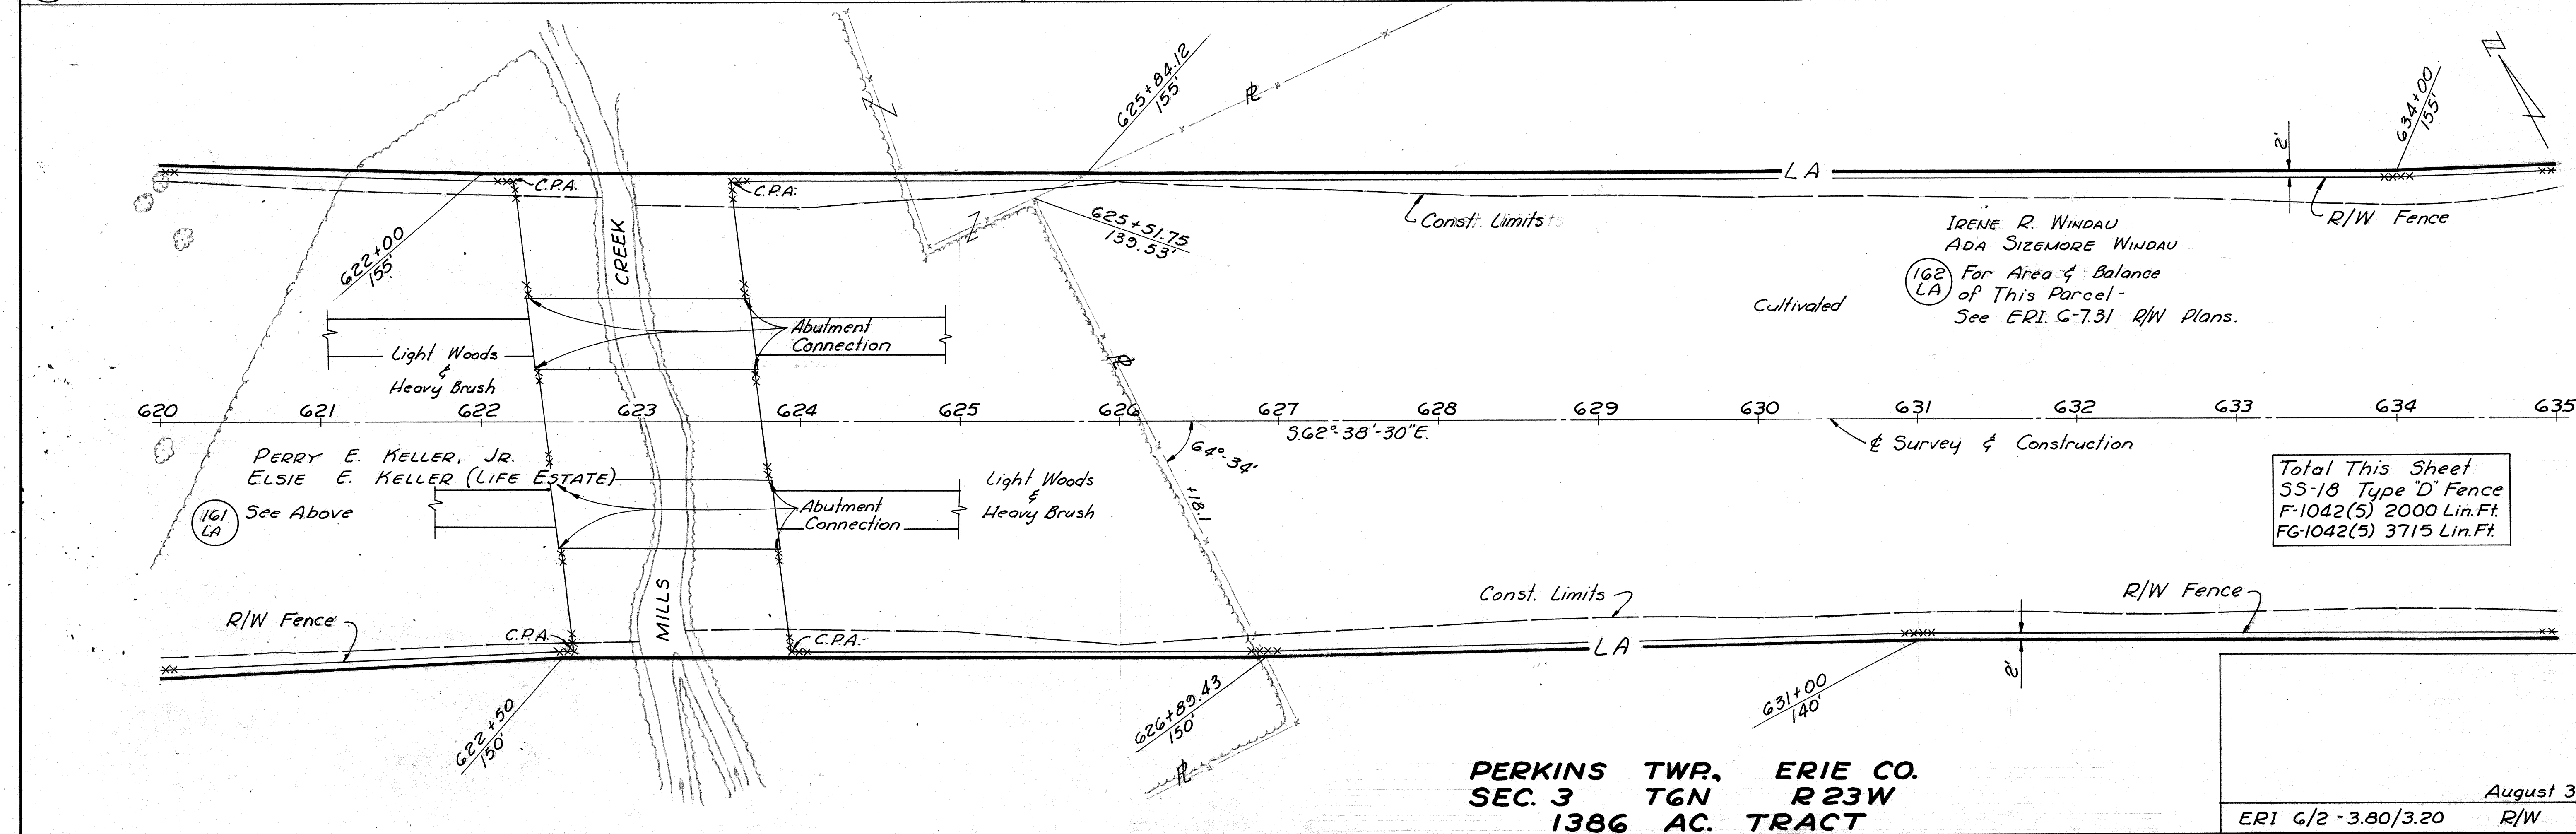 625+84.12
155'
℄
634+00
155'
2'
LA
C.P.A.
C.P.A.
CREEK
625+51.75
139.53'
Const. Limits
R/W Fence
IRENE R. WINDAU
ADA SIZEMORE WINDAU
162 LA
For Area & Balance
of This Parcel -
See ERI. 6-7.31 R/W Plans.
622+00
155'
Cultivated
Abutment
Connection
Light Woods
&
Heavy Brush
620 621 622 623 624 625 626 627 628 629 630 631 632 633 634 635
S.62°-38'-30"E.
64°-34'
℄ Survey & Construction
PERRY E. KELLER, JR.
ELSIE E. KELLER (LIFE ESTATE)
161 LA
See Above
Abutment
Connection
Light Woods
&
Heavy Brush
+18.1
Total This Sheet
SS-18 Type "D" Fence
F-1042(5) 2000 Lin.Ft.
FG-1042(5) 3715 Lin.Ft.
Const. Limits
R/W Fence
R/W Fence
C.P.A.
C.P.A.
MILLS
LA
2'
622+50
150'
626+89.43
150'
631+00
140'
PERKINS TWP., ERIE CO.
SEC. 3 T6N R23W
1386 AC. TRACT
August 3
ERI 6/2 -3.80/3.20 R/W